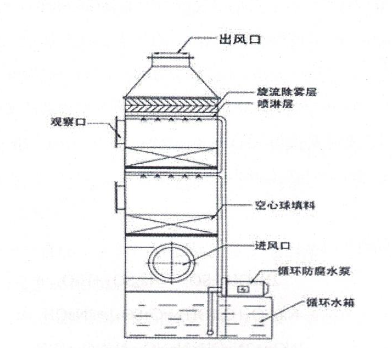 出风口
旋流除雾层
喷淋层
观察口
空心球填料
进风口
循环防腐水泵
循环水箱